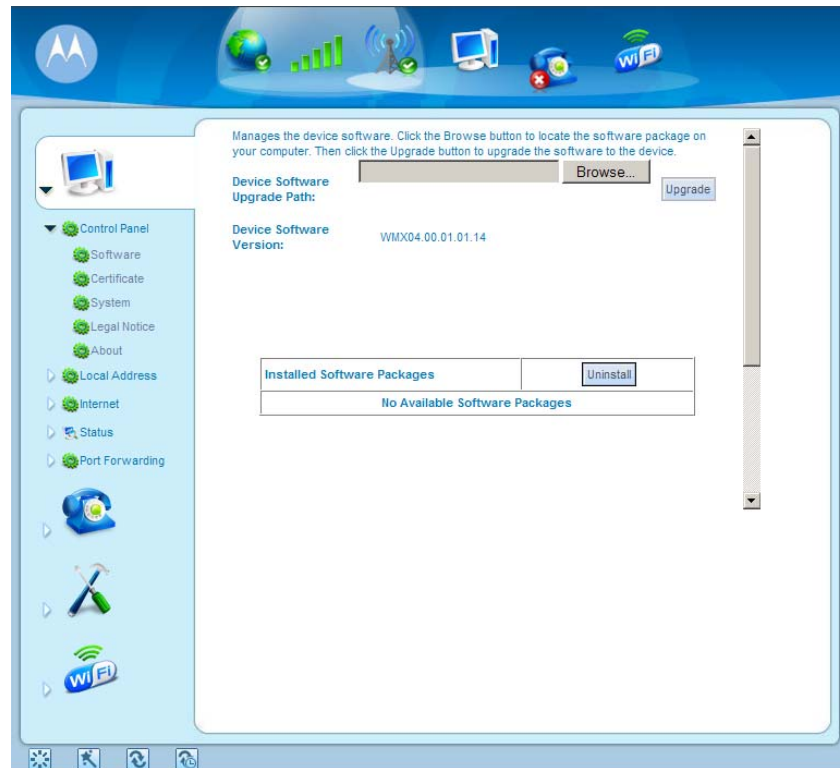 WiFi
Manages the device software. Click the Browse button to locate the software package on
your computer. Then click the Upgrade button to upgrade the software to the device.
Device Software
Upgrade Path:
Browse...
Upgrade
Device Software
Version:
WMX04.00.01.01.14
Installed Software Packages
Uninstall
No Available Software Packages
Control Panel
Software
Certificate
System
Legal Notice
About
Local Address
Internet
Status
Port Forwarding
WiFi